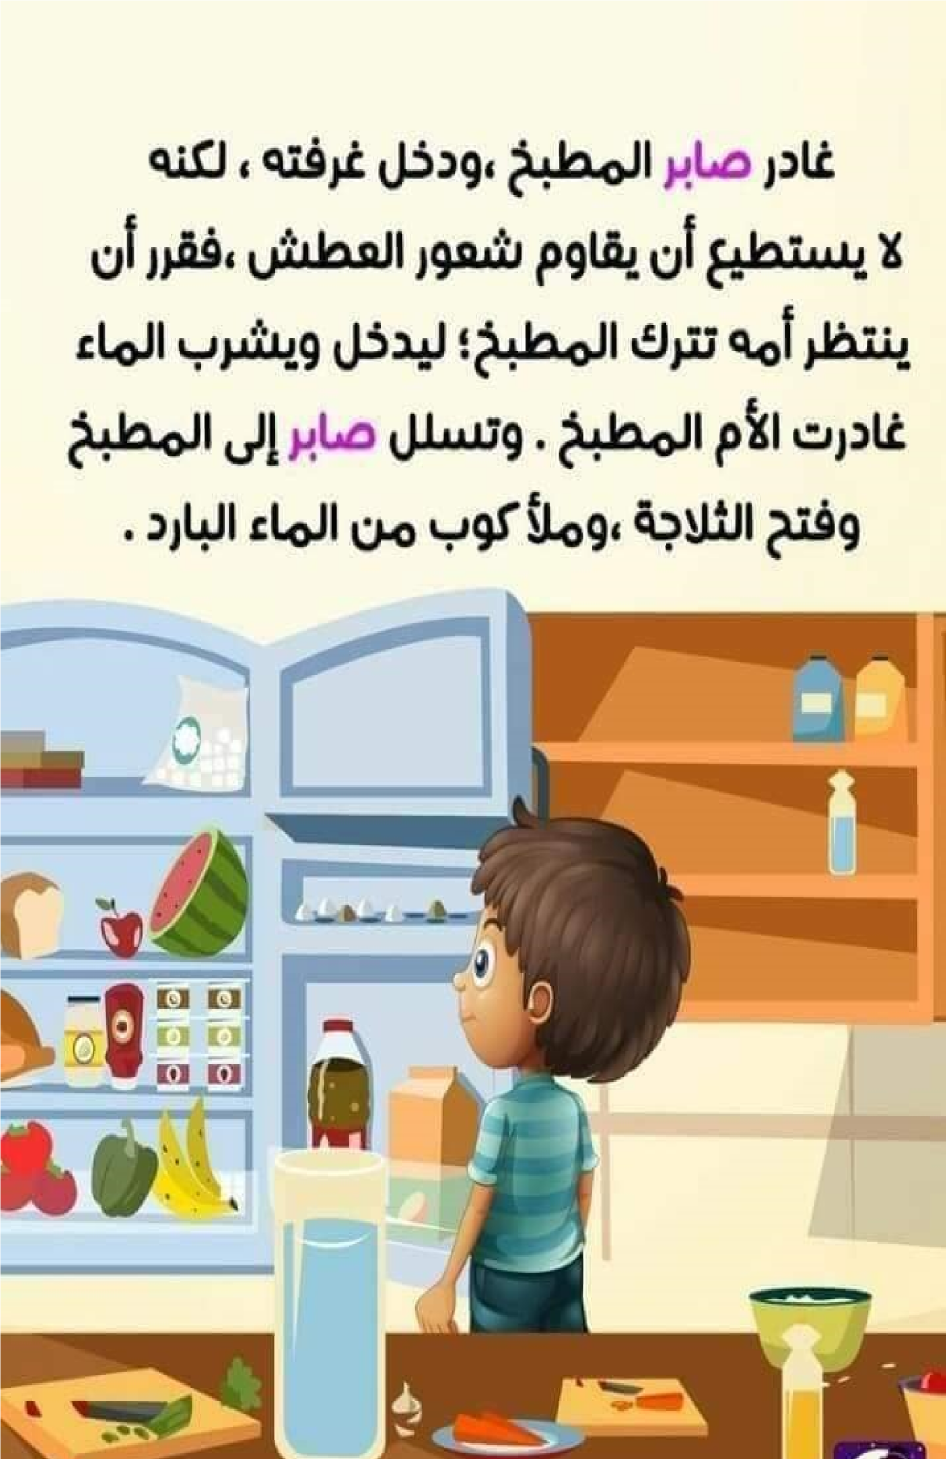 غادر صابر المطبخ ،ودخل غرفته ، لكنه
لا يستطيع أن يقاوم شعور العطش ،فقرر أن
ينتظر أمه تترك المطبخ؛ ليدخل ويشرب الماء
غادرت الأم المطبخ . وتسلل صابر إلى المطبخ
وفتح الثلاجة ،وملأ كوب من الماء البارد .